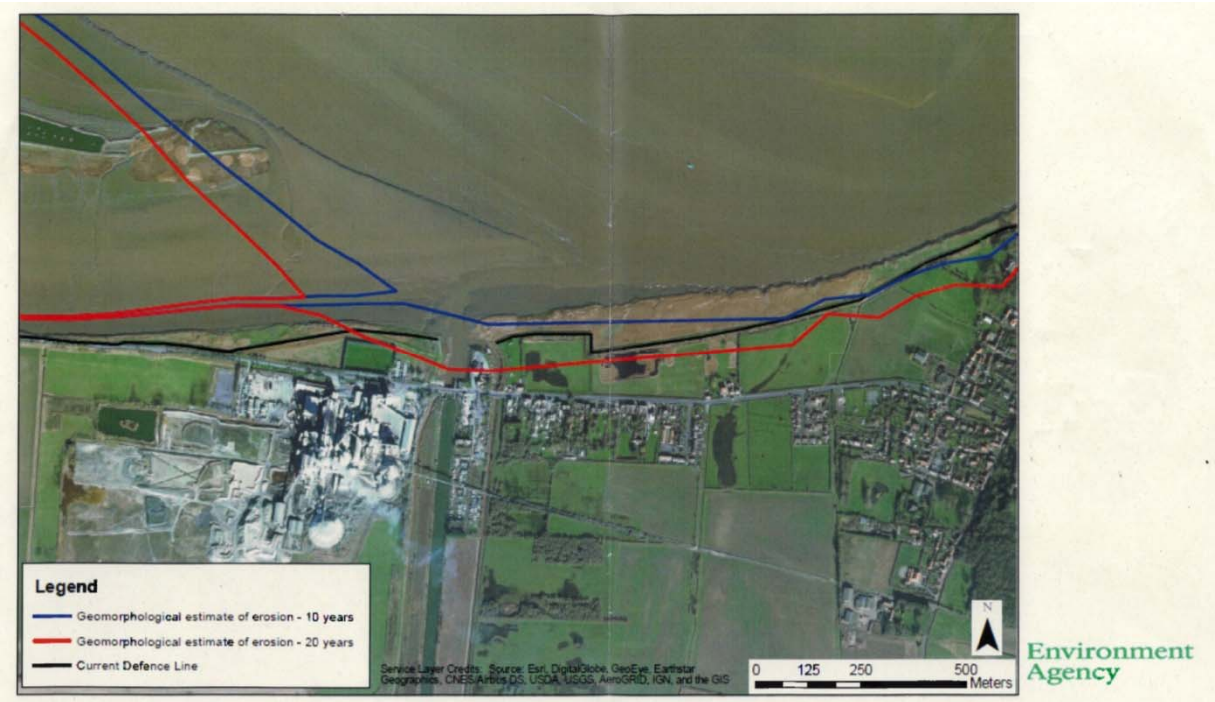 Legend
Geomorphological estimate of erosion - 10 years
Geomorphological estimate of erosion - 20 years
Current Defence Line
Service Layer Credits: Source: Esri, DigitalGlobe, GeoEye, Earthstar
Geographics, CNES/Airbus DS, USDA, USGS, AeroGRID, IGN, and the GIS
N
0 125 250 500
Meters
Environment
Agency